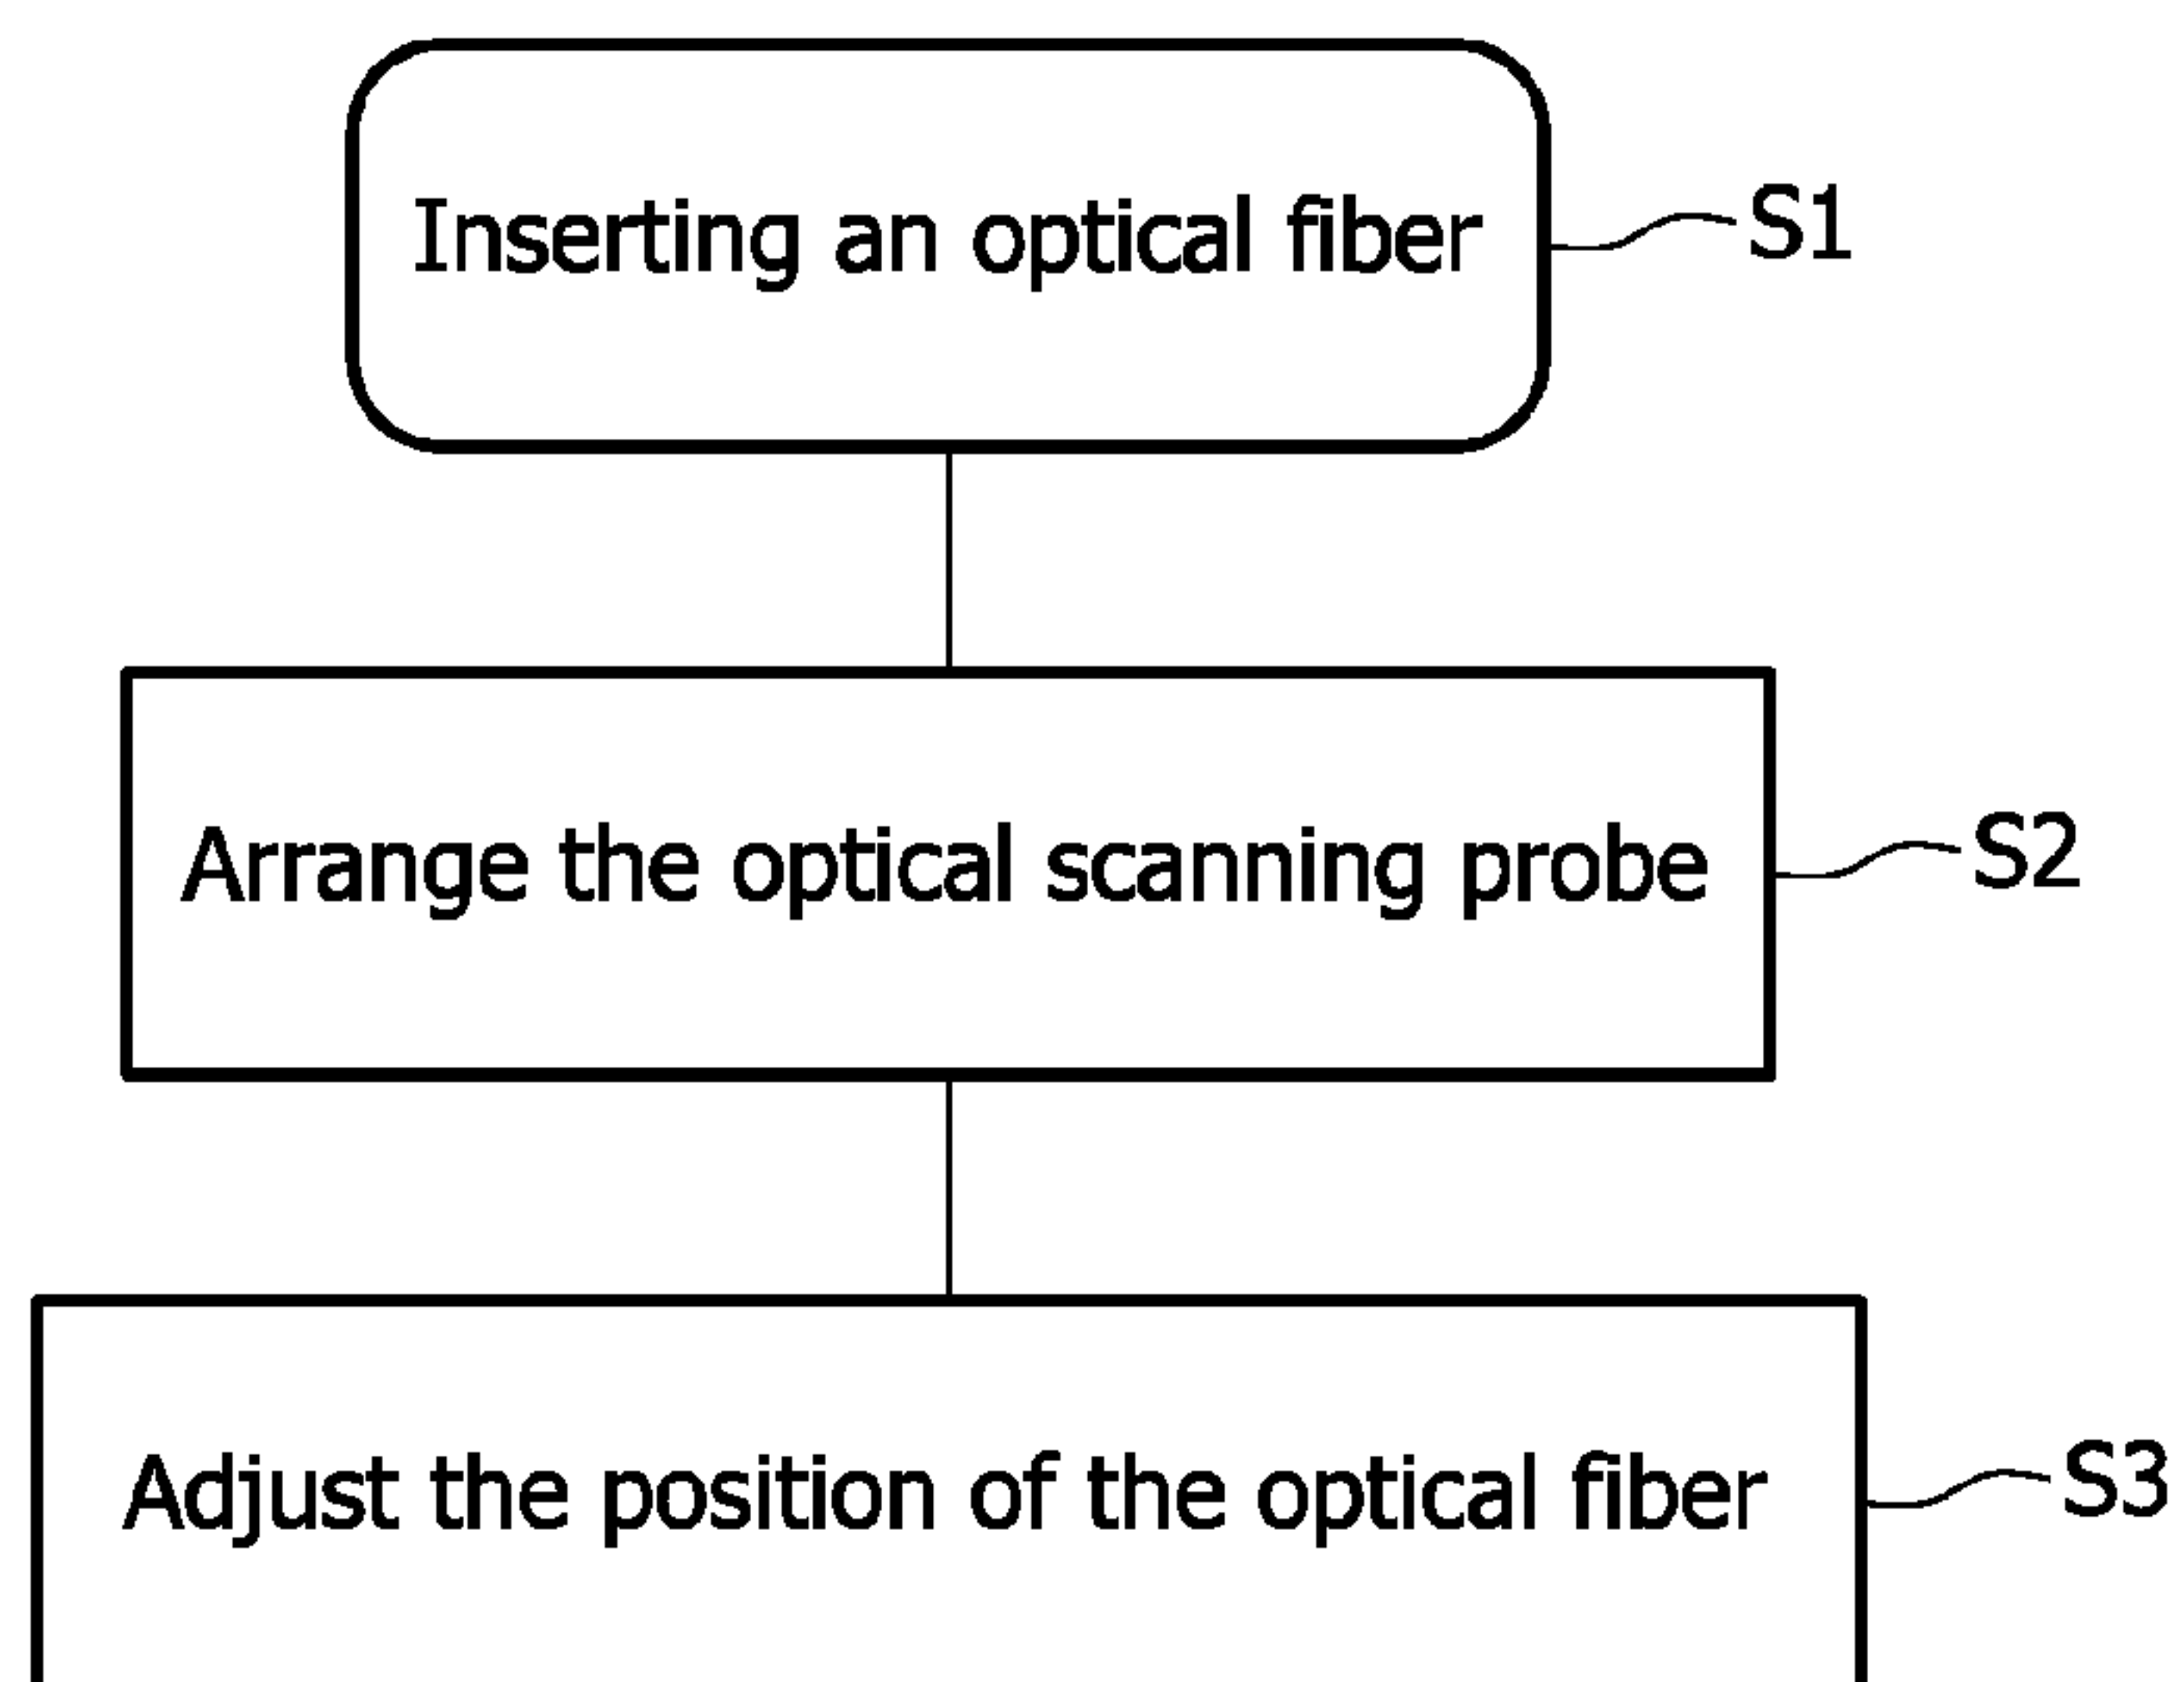 Inserting an optical fiber S1
Arrange the optical scanning probe S2
Adjust the position of the optical fiber S3